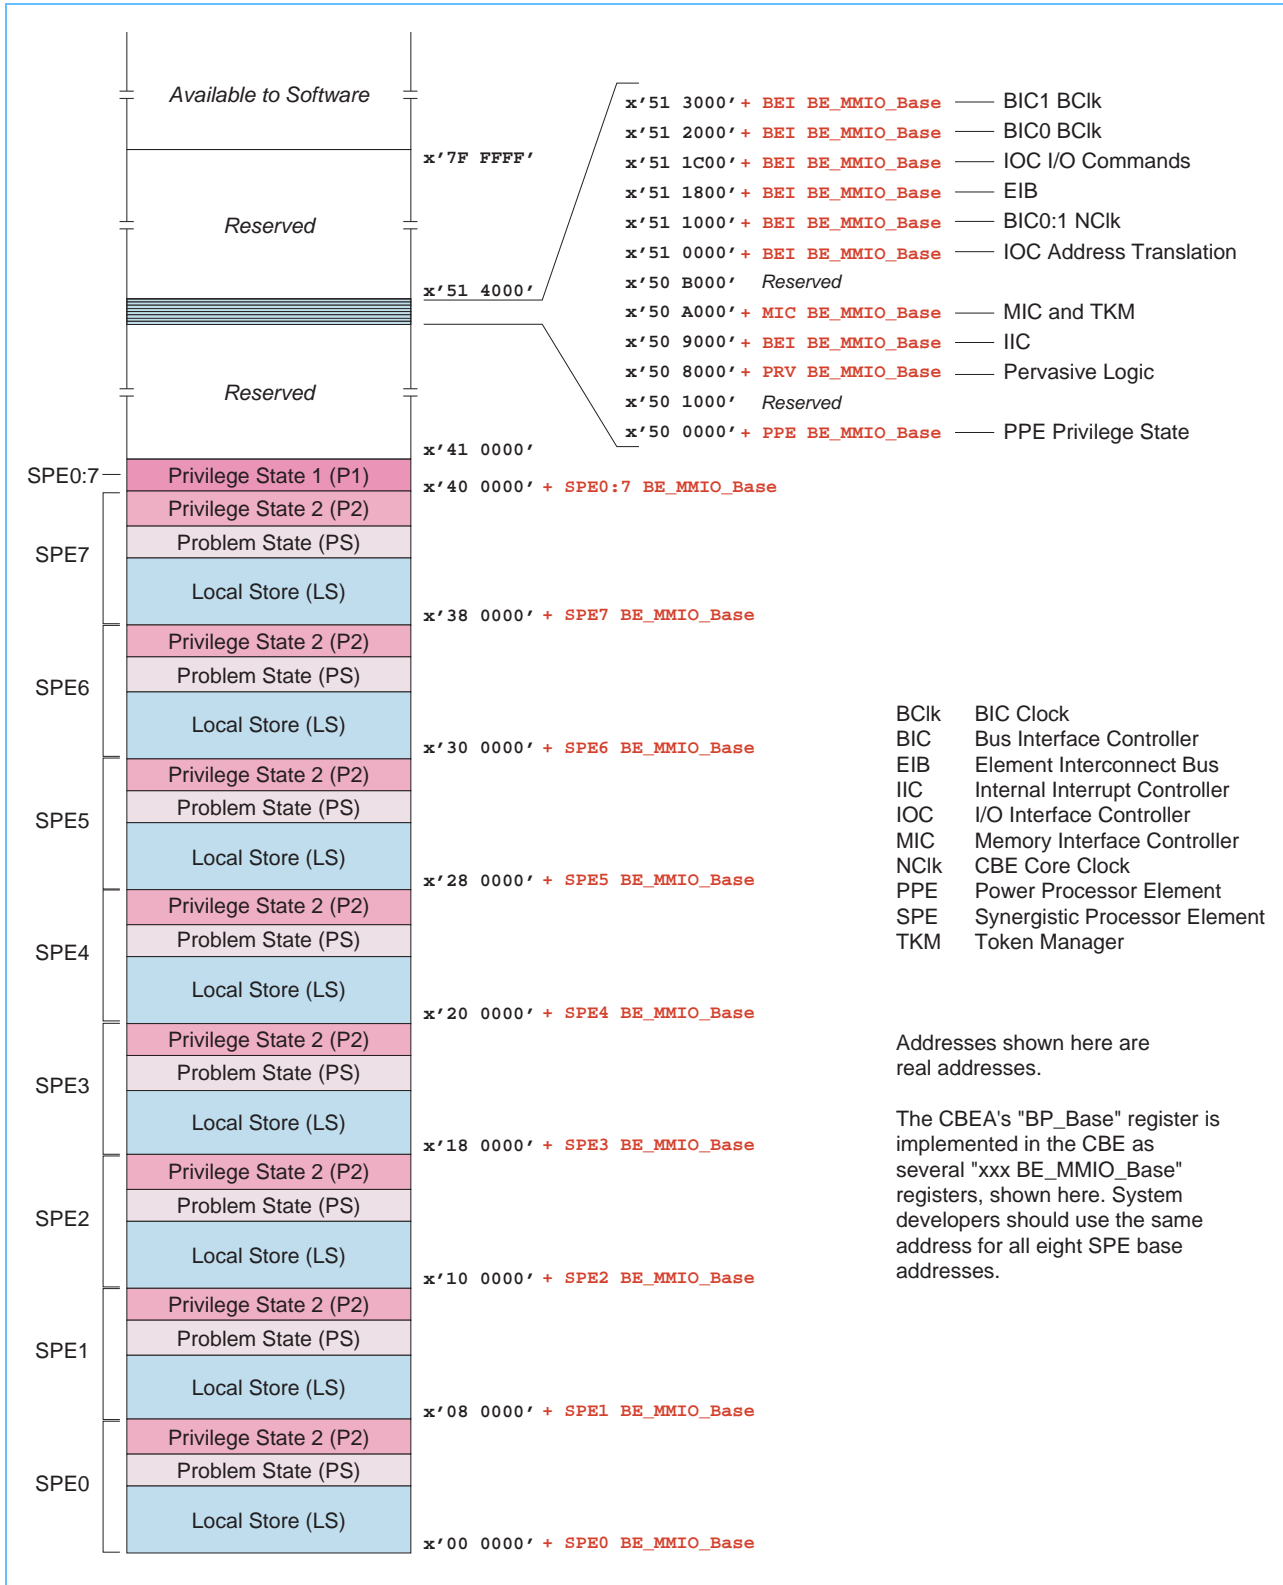 Available to Software
x'7F FFFF'
Reserved
x'51 4000'
Reserved
x'51 3000' + BEI BE_MMIO_Base BIC1 BClk
x'51 2000' + BEI BE_MMIO_Base BIC0 BClk
x'51 1C00' + BEI BE_MMIO_Base IOC I/O Commands
x'51 1800' + BEI BE_MMIO_Base EIB
x'51 1000' + BEI BE_MMIO_Base BIC0:1 NClk
x'51 0000' + BEI BE_MMIO_Base IOC Address Translation
x'50 B000' Reserved
x'50 A000' + MIC BE_MMIO_Base MIC and TKM
x'50 9000' + BEI BE_MMIO_Base IIC
x'50 8000' + PRV BE_MMIO_Base Pervasive Logic
x'50 1000' Reserved
x'50 0000' + PPE BE_MMIO_Base PPE Privilege State
x'41 0000'
SPE0:7 Privilege State 1 (P1)
x'40 0000' + SPE0:7 BE_MMIO_Base
Privilege State 2 (P2)
SPE7 Problem State (PS)
Local Store (LS)
x'38 0000' + SPE7 BE_MMIO_Base
Privilege State 2 (P2)
SPE6 Problem State (PS)
Local Store (LS)
x'30 0000' + SPE6 BE_MMIO_Base
Privilege State 2 (P2)
SPE5 Problem State (PS)
Local Store (LS)
x'28 0000' + SPE5 BE_MMIO_Base
Privilege State 2 (P2)
SPE4 Problem State (PS)
Local Store (LS)
x'20 0000' + SPE4 BE_MMIO_Base
Privilege State 2 (P2)
SPE3 Problem State (PS)
Local Store (LS)
x'18 0000' + SPE3 BE_MMIO_Base
Privilege State 2 (P2)
SPE2 Problem State (PS)
Local Store (LS)
x'10 0000' + SPE2 BE_MMIO_Base
Privilege State 2 (P2)
SPE1 Problem State (PS)
Local Store (LS)
x'08 0000' + SPE1 BE_MMIO_Base
Privilege State 2 (P2)
SPE0 Problem State (PS)
Local Store (LS)
x'00 0000' + SPE0 BE_MMIO_Base
BClk BIC Clock
BIC Bus Interface Controller
EIB Element Interconnect Bus
IIC Internal Interrupt Controller
IOC I/O Interface Controller
MIC Memory Interface Controller
NClk CBE Core Clock
PPE Power Processor Element
SPE Synergistic Processor Element
TKM Token Manager
Addresses shown here are
real addresses.
The CBEA's "BP_Base" register is
implemented in the CBE as
several "xxx BE_MMIO_Base"
registers, shown here. System
developers should use the same
address for all eight SPE base
addresses.